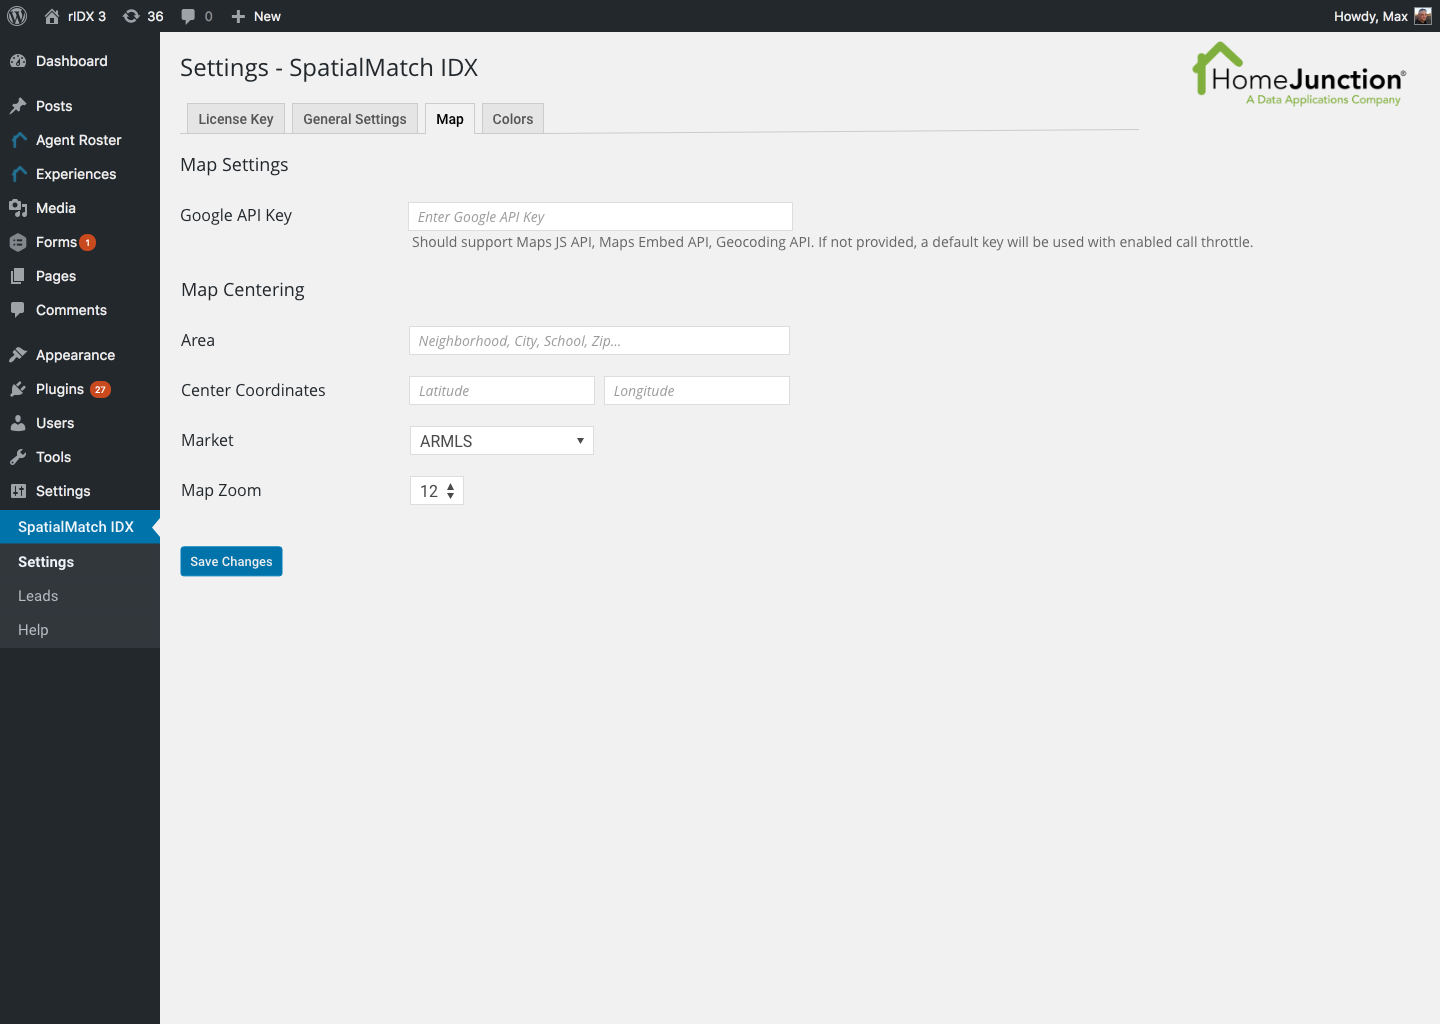 rIDX 3 36 0 New Howdy, Max
Dashboard
Posts
Agent Roster
Experiences
Media
Forms 1
Pages
Comments
Appearance
Plugins 27
Users
Tools
Settings
SpatialMatch IDX
Settings
Leads
Help
Settings - SpatialMatch IDX
HomeJunction®
A Data Applications Company
License Key General Settings Map Colors
Map Settings
Google API Key Enter Google API Key
Should support Maps JS API, Maps Embed API, Geocoding API. If not provided, a default key will be used with enabled call throttle.
Map Centering
Area Neighborhood, City, School, Zip...
Center Coordinates Latitude Longitude
Market ARMLS
Map Zoom 12
Save Changes